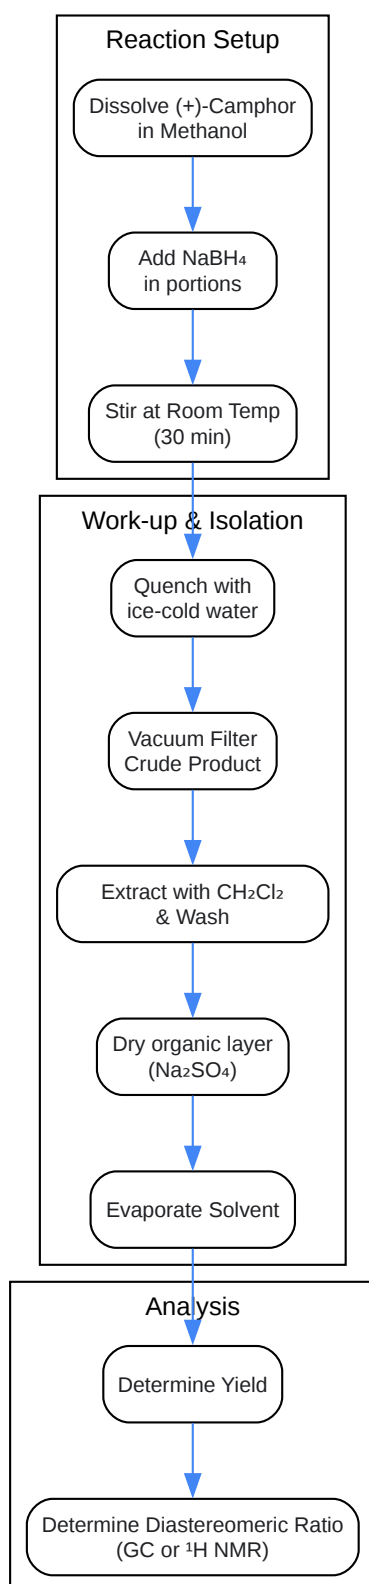 Reaction Setup
Dissolve (+)-Camphor
in Methanol
Add NaBH₄
in portions
Stir at Room Temp
(30 min)
Work-up & Isolation
Quench with
ice-cold water
Vacuum Filter
Crude Product
Extract with CH₂Cl₂
& Wash
Dry organic layer
(Na₂SO₄)
Evaporate Solvent
Analysis
Determine Yield
Determine Diastereomeric Ratio
(GC or ¹H NMR)